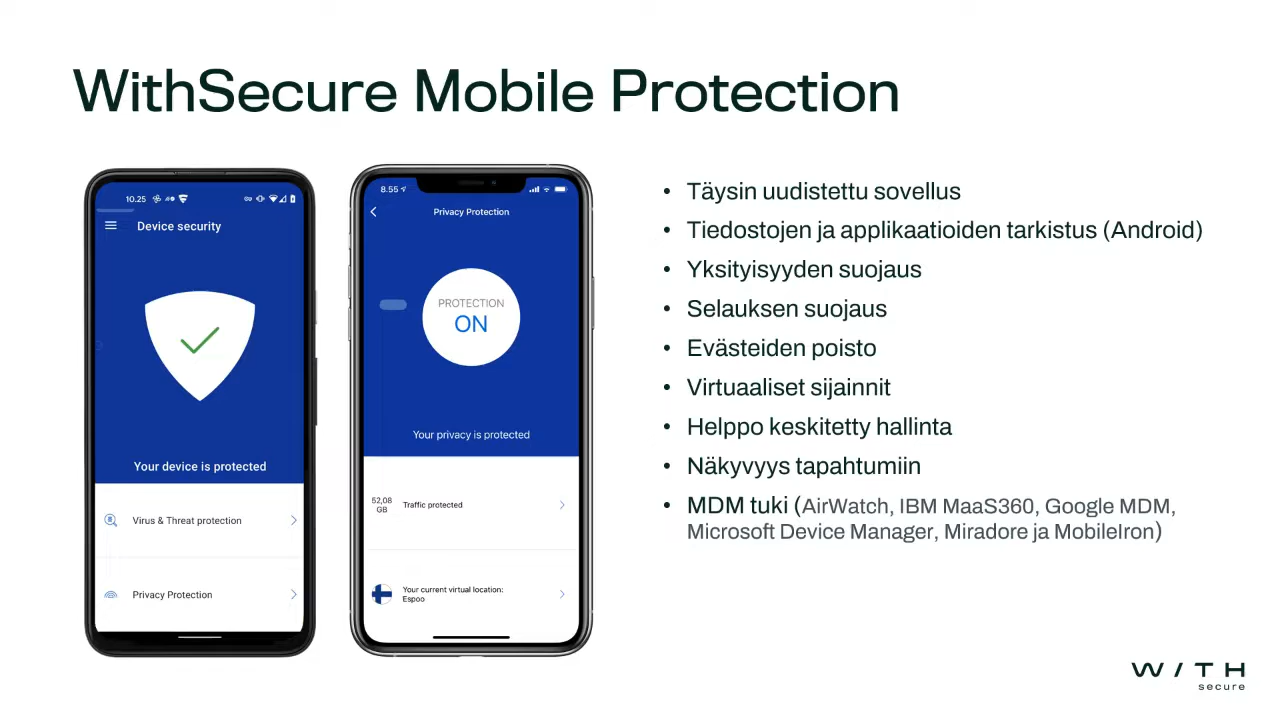 WithSecure Mobile Protection
10.25
Device security
Your device is protected
Virus & Threat protection
Privacy Protection
8.55
Privacy Protection
PROTECTION
ON
Your privacy is protected
52,08
GB
Traffic protected
Your current virtual location:
Espoo
• Täysin uudistettu sovellus
• Tiedostojen ja applikaatioiden tarkistus (Android)
• Yksityisyyden suojaus
• Selauksen suojaus
• Evästeiden poisto
• Virtuaaliset sijainnit
• Helppo keskitetty hallinta
• Näkyvyys tapahtumiin
• MDM tuki (AirWatch, IBM MaaS360, Google MDM,
Microsoft Device Manager, Miradore ja MobileIron)
W / T H
secure